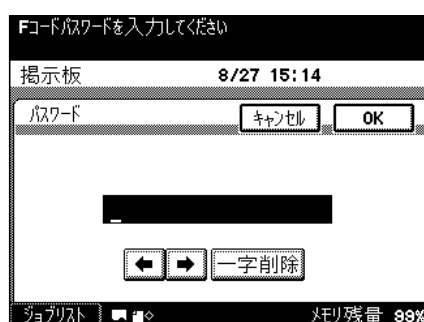 Fコードパスワードを入力してください
掲示板 8/27 15:14
パスワード キャンセル OK
一字削除
ジョブリスト メモリ残量 99%